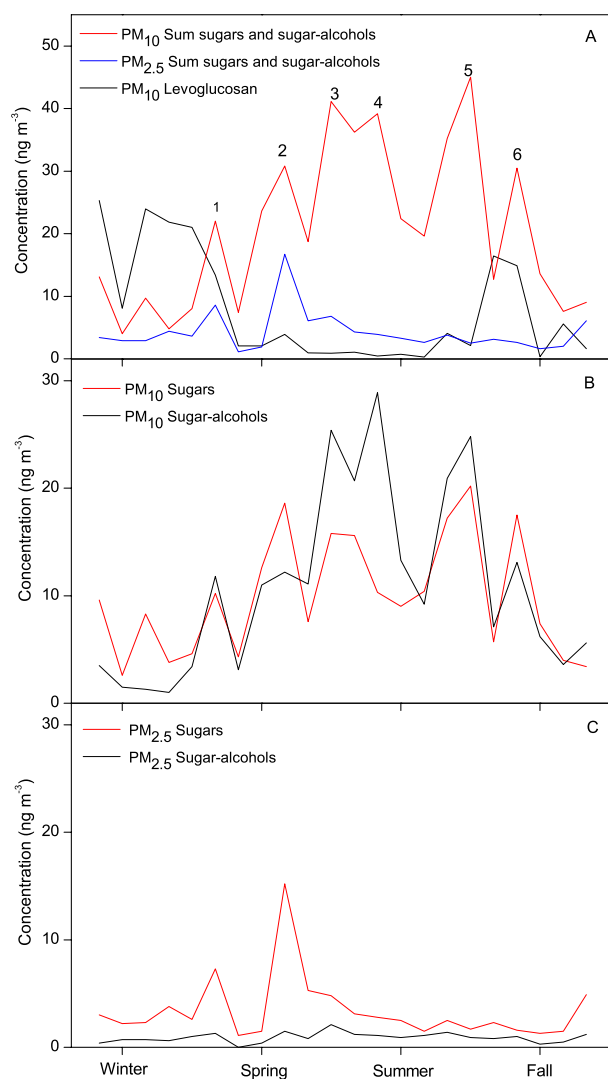 A
PM10 Sum sugars and sugar-alcohols
PM2.5 Sum sugars and sugar-alcohols
PM10 Levoglucosan
50
40
30
20
10
0
Concentration (ng m-3)
1
2
3
4
5
6
B
PM10 Sugars
PM10 Sugar-alcohols
30
20
10
0
Concentration (ng m-3)
C
PM2.5 Sugars
PM2.5 Sugar-alcohols
30
20
10
0
Concentration (ng m-3)
Winter Spring Summer Fall